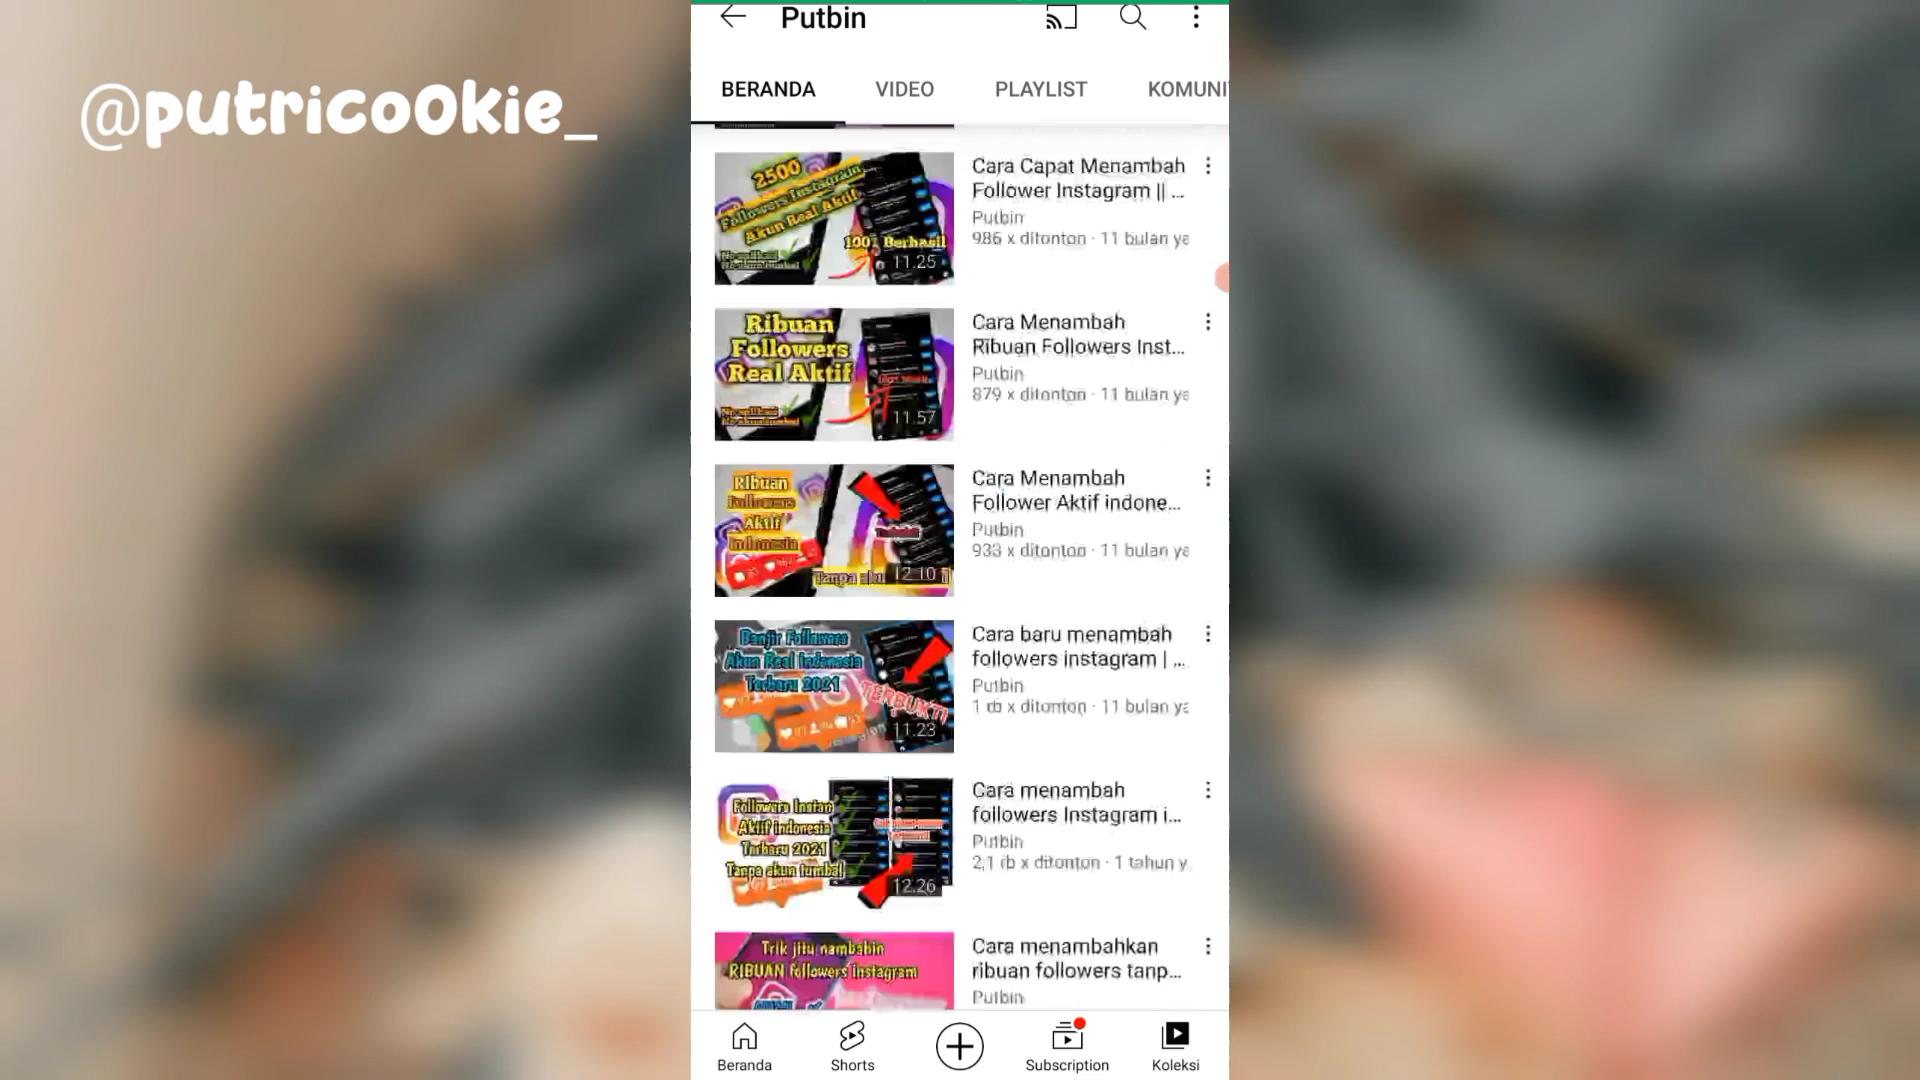 @putrico0kie_
Putbin
BERANDA VIDEO PLAYLIST KOMUNI
2500
Followers Instagram
Akun Real Aktif
100% Berhasil
11.25
Cara Capat Menambah
Follower Instagram || ...
Putbin
986 x ditonton · 11 bulan ya
Ribuan
Followers
Real Aktif
11.57
Cara Menambah
Ribuan Followers Inst...
Putbin
879 x ditonton · 11 bulan ya
Ribuan
Followers
Aktif
Indonesia
Tanpa aku
12.10
Cara Menambah
Follower Aktif indone...
Putbin
933 x ditonton · 11 bulan ya
Banjir Followers
Akun Real indonesia
Terbaru 2021
TERBUKTI
11.23
Cara baru menambah
followers instagram | ...
Putbin
1 rb x ditonton · 11 bulan ya
Followers Instan
Aktif indonesia
Terbaru 2021
Tanpa akun tumbal
12.26
Cara menambah
followers Instagram i...
Putbin
2,1 rb x ditonton · 1 tahun y
Trik jitu nambahin
RIBUAN followers instagram
Cara menambahkan
ribuan followers tanp...
Putbin
Beranda Shorts Subscription Koleksi